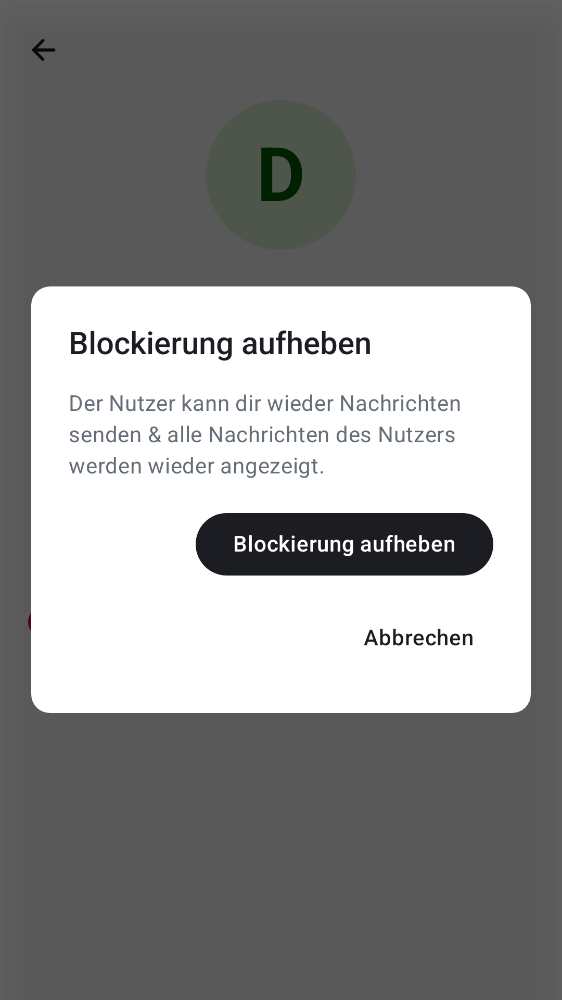 D
Blockierung aufheben
Der Nutzer kann dir wieder Nachrichten
senden & alle Nachrichten des Nutzers
werden wieder angezeigt.
Blockierung aufheben
Abbrechen